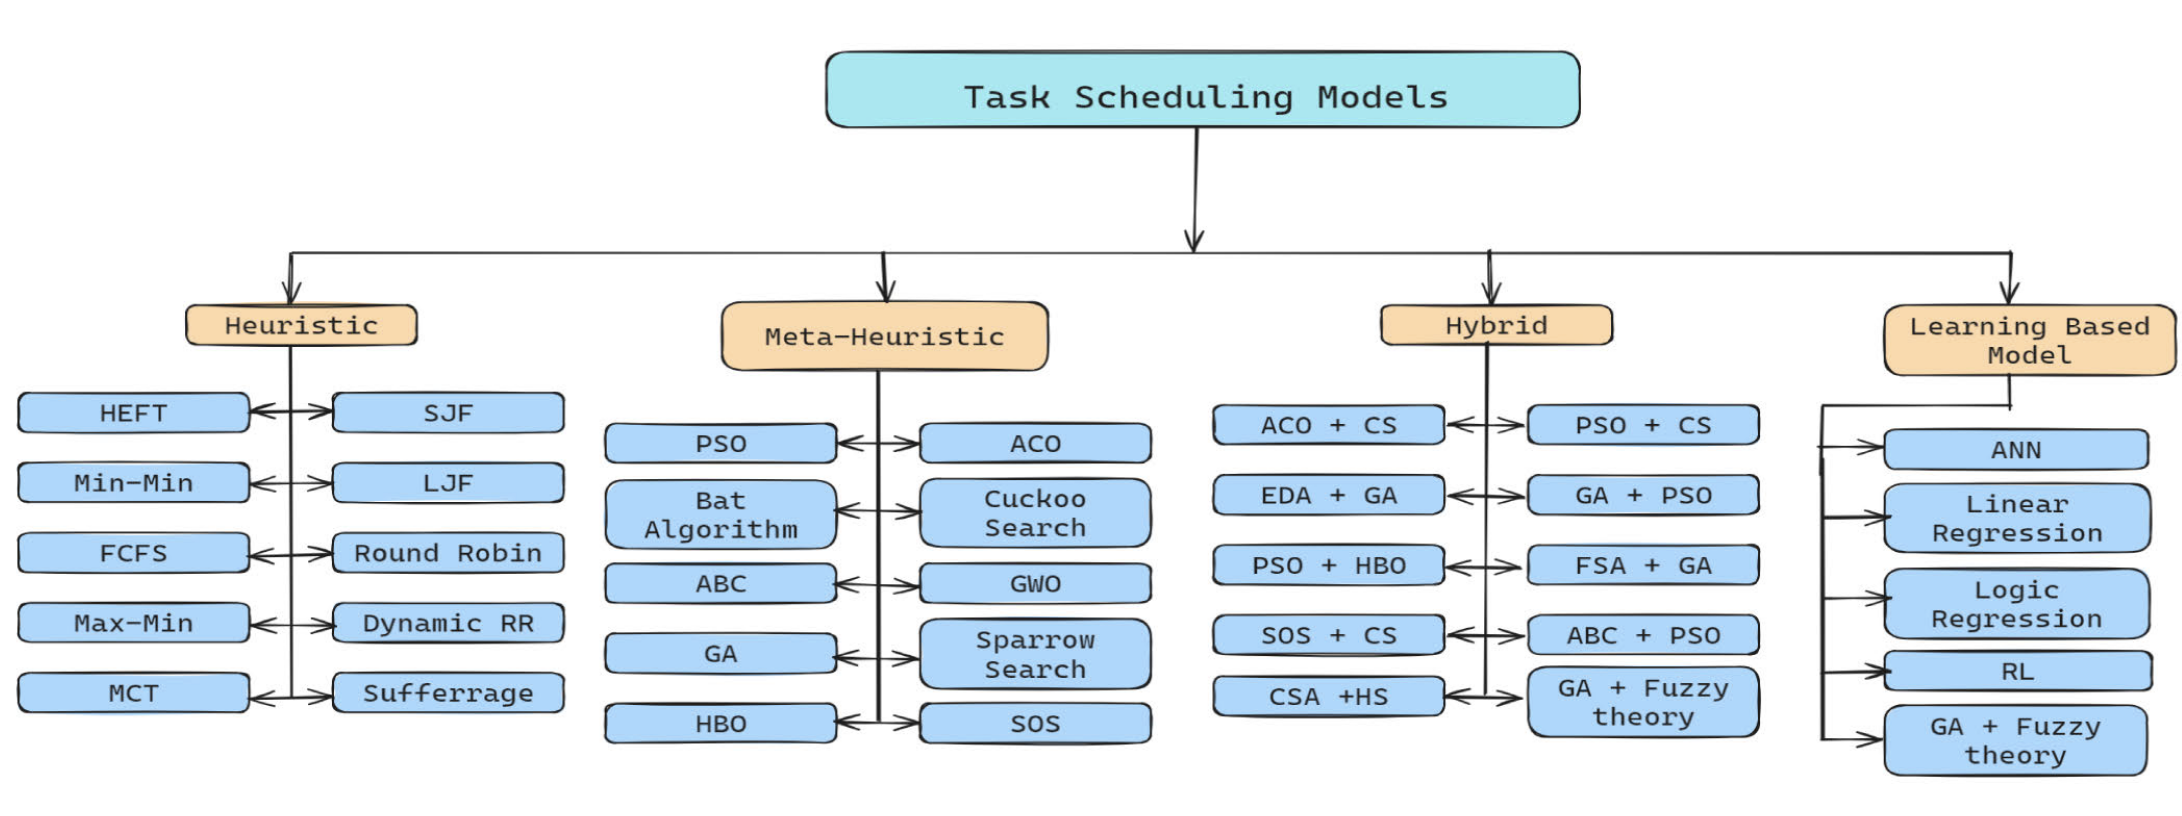 Task Scheduling Models
Heuristic
HEFT
SJF
Min-Min
LJF
FCFS
Round Robin
Max-Min
Dynamic RR
MCT
Sufferrage
Meta-Heuristic
PSO
ACO
Bat
Algorithm
Cuckoo
Search
ABC
GWO
GA
Sparrow
Search
HBO
SOS
Hybrid
ACO + CS
PSO + CS
EDA + GA
GA + PSO
PSO + HBO
FSA + GA
SOS + CS
ABC + PSO
CSA +HS
GA + Fuzzy
theory
Learning Based
Model
ANN
Linear
Regression
Logic
Regression
RL
GA + Fuzzy
theory